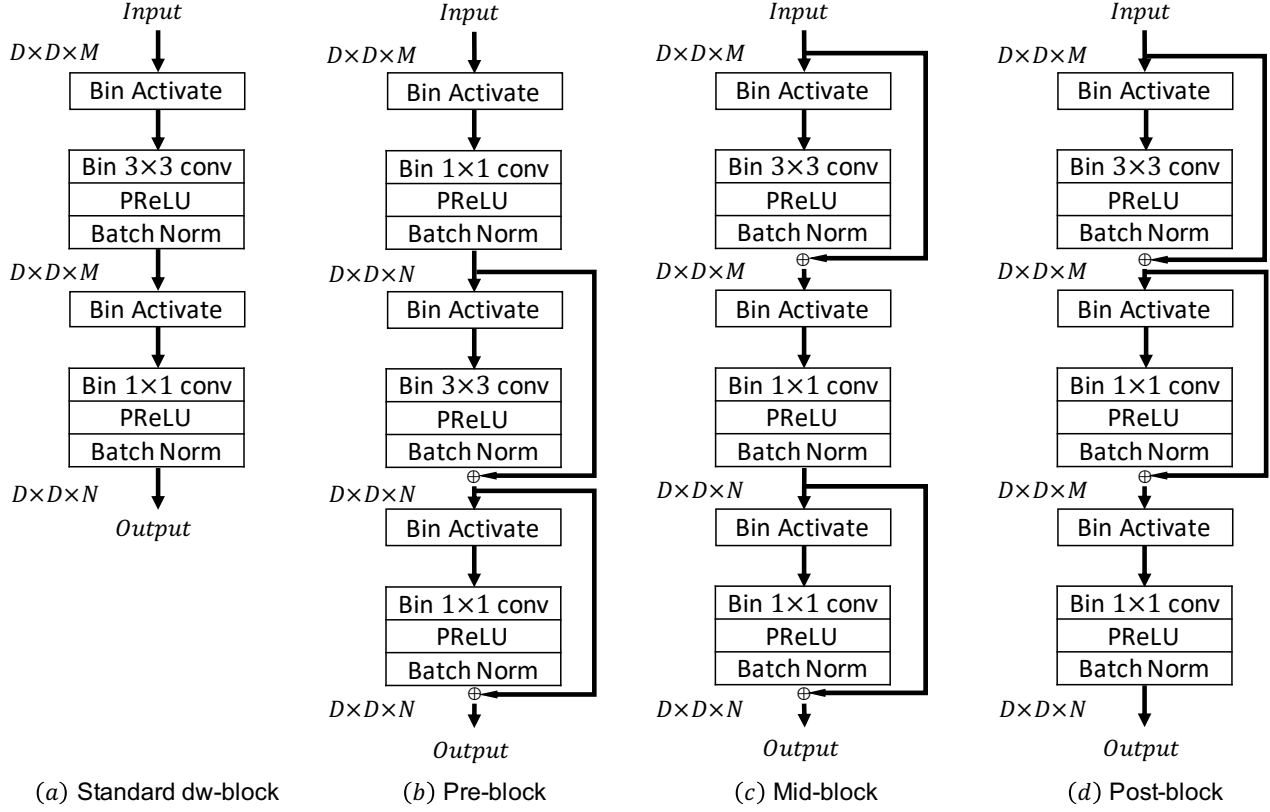 Input
D×D×M
Bin Activate
Bin 3×3 conv
PReLU
Batch Norm
D×D×M
Bin Activate
Bin 1×1 conv
PReLU
Batch Norm
D×D×N
Output
(a) Standard dw-block
Input
D×D×M
Bin Activate
Bin 1×1 conv
PReLU
Batch Norm
D×D×N
Bin Activate
Bin 3×3 conv
PReLU
Batch Norm
⊕
D×D×N
Bin Activate
Bin 1×1 conv
PReLU
Batch Norm
⊕
D×D×N
Output
(b) Pre-block
Input
D×D×M
Bin Activate
Bin 3×3 conv
PReLU
Batch Norm
⊕
D×D×M
Bin Activate
Bin 1×1 conv
PReLU
Batch Norm
D×D×N
Bin Activate
Bin 1×1 conv
PReLU
Batch Norm
⊕
D×D×N
Output
(c) Mid-block
Input
D×D×M
Bin Activate
Bin 3×3 conv
PReLU
Batch Norm
⊕
D×D×M
Bin Activate
Bin 1×1 conv
PReLU
Batch Norm
⊕
D×D×M
Bin Activate
Bin 1×1 conv
PReLU
Batch Norm
D×D×N
Output
(d) Post-block